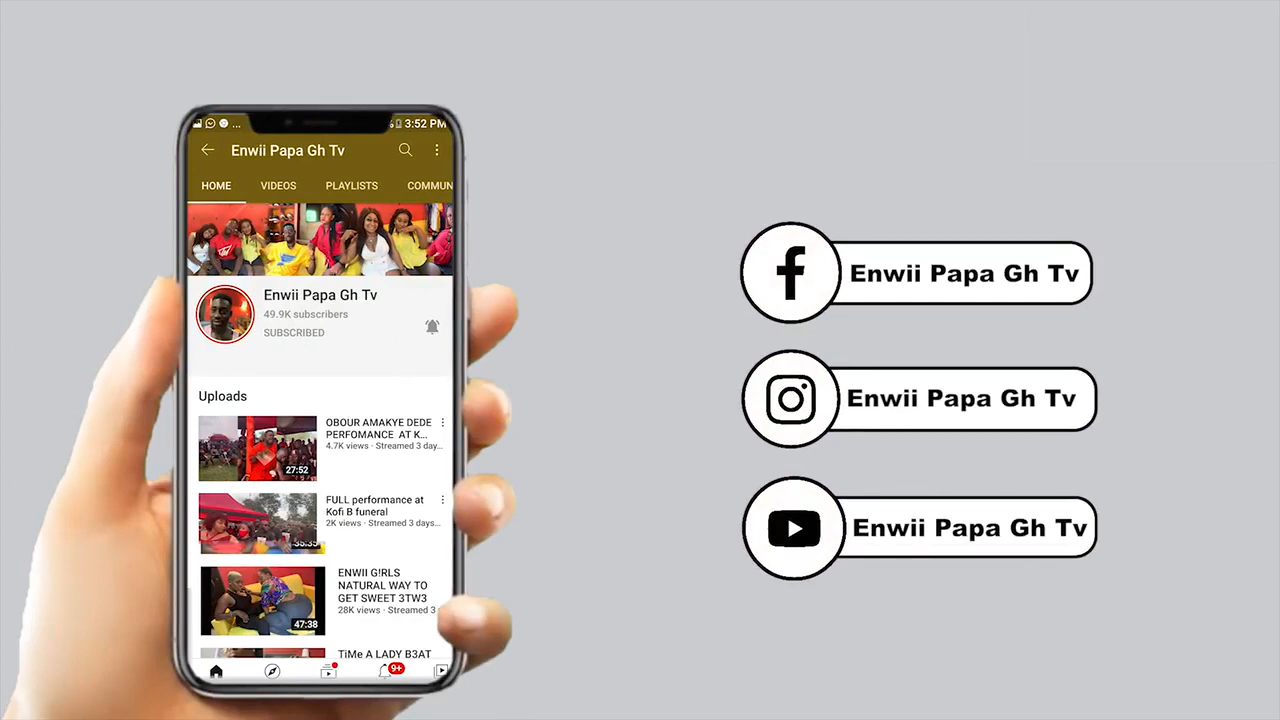 ... 3:52 PM
Enwii Papa Gh Tv
HOME VIDEOS PLAYLISTS COMMUN
Enwii Papa Gh Tv
49.9K subscribers
SUBSCRIBED
Uploads
OBOUR AMAKYE DEDE
PERFOMANCE AT K...
4.7K views · Streamed 3 day...
27:52
FULL performance at
Kofi B funeral
2K views · Streamed 3 days...
35:35
ENWII G!RLS
NATURAL WAY TO
GET SWEET 3TW3
28K views · Streamed 3
47:38
TiMe A LADY B3AT
9+
Enwii Papa Gh Tv
Enwii Papa Gh Tv
Enwii Papa Gh Tv